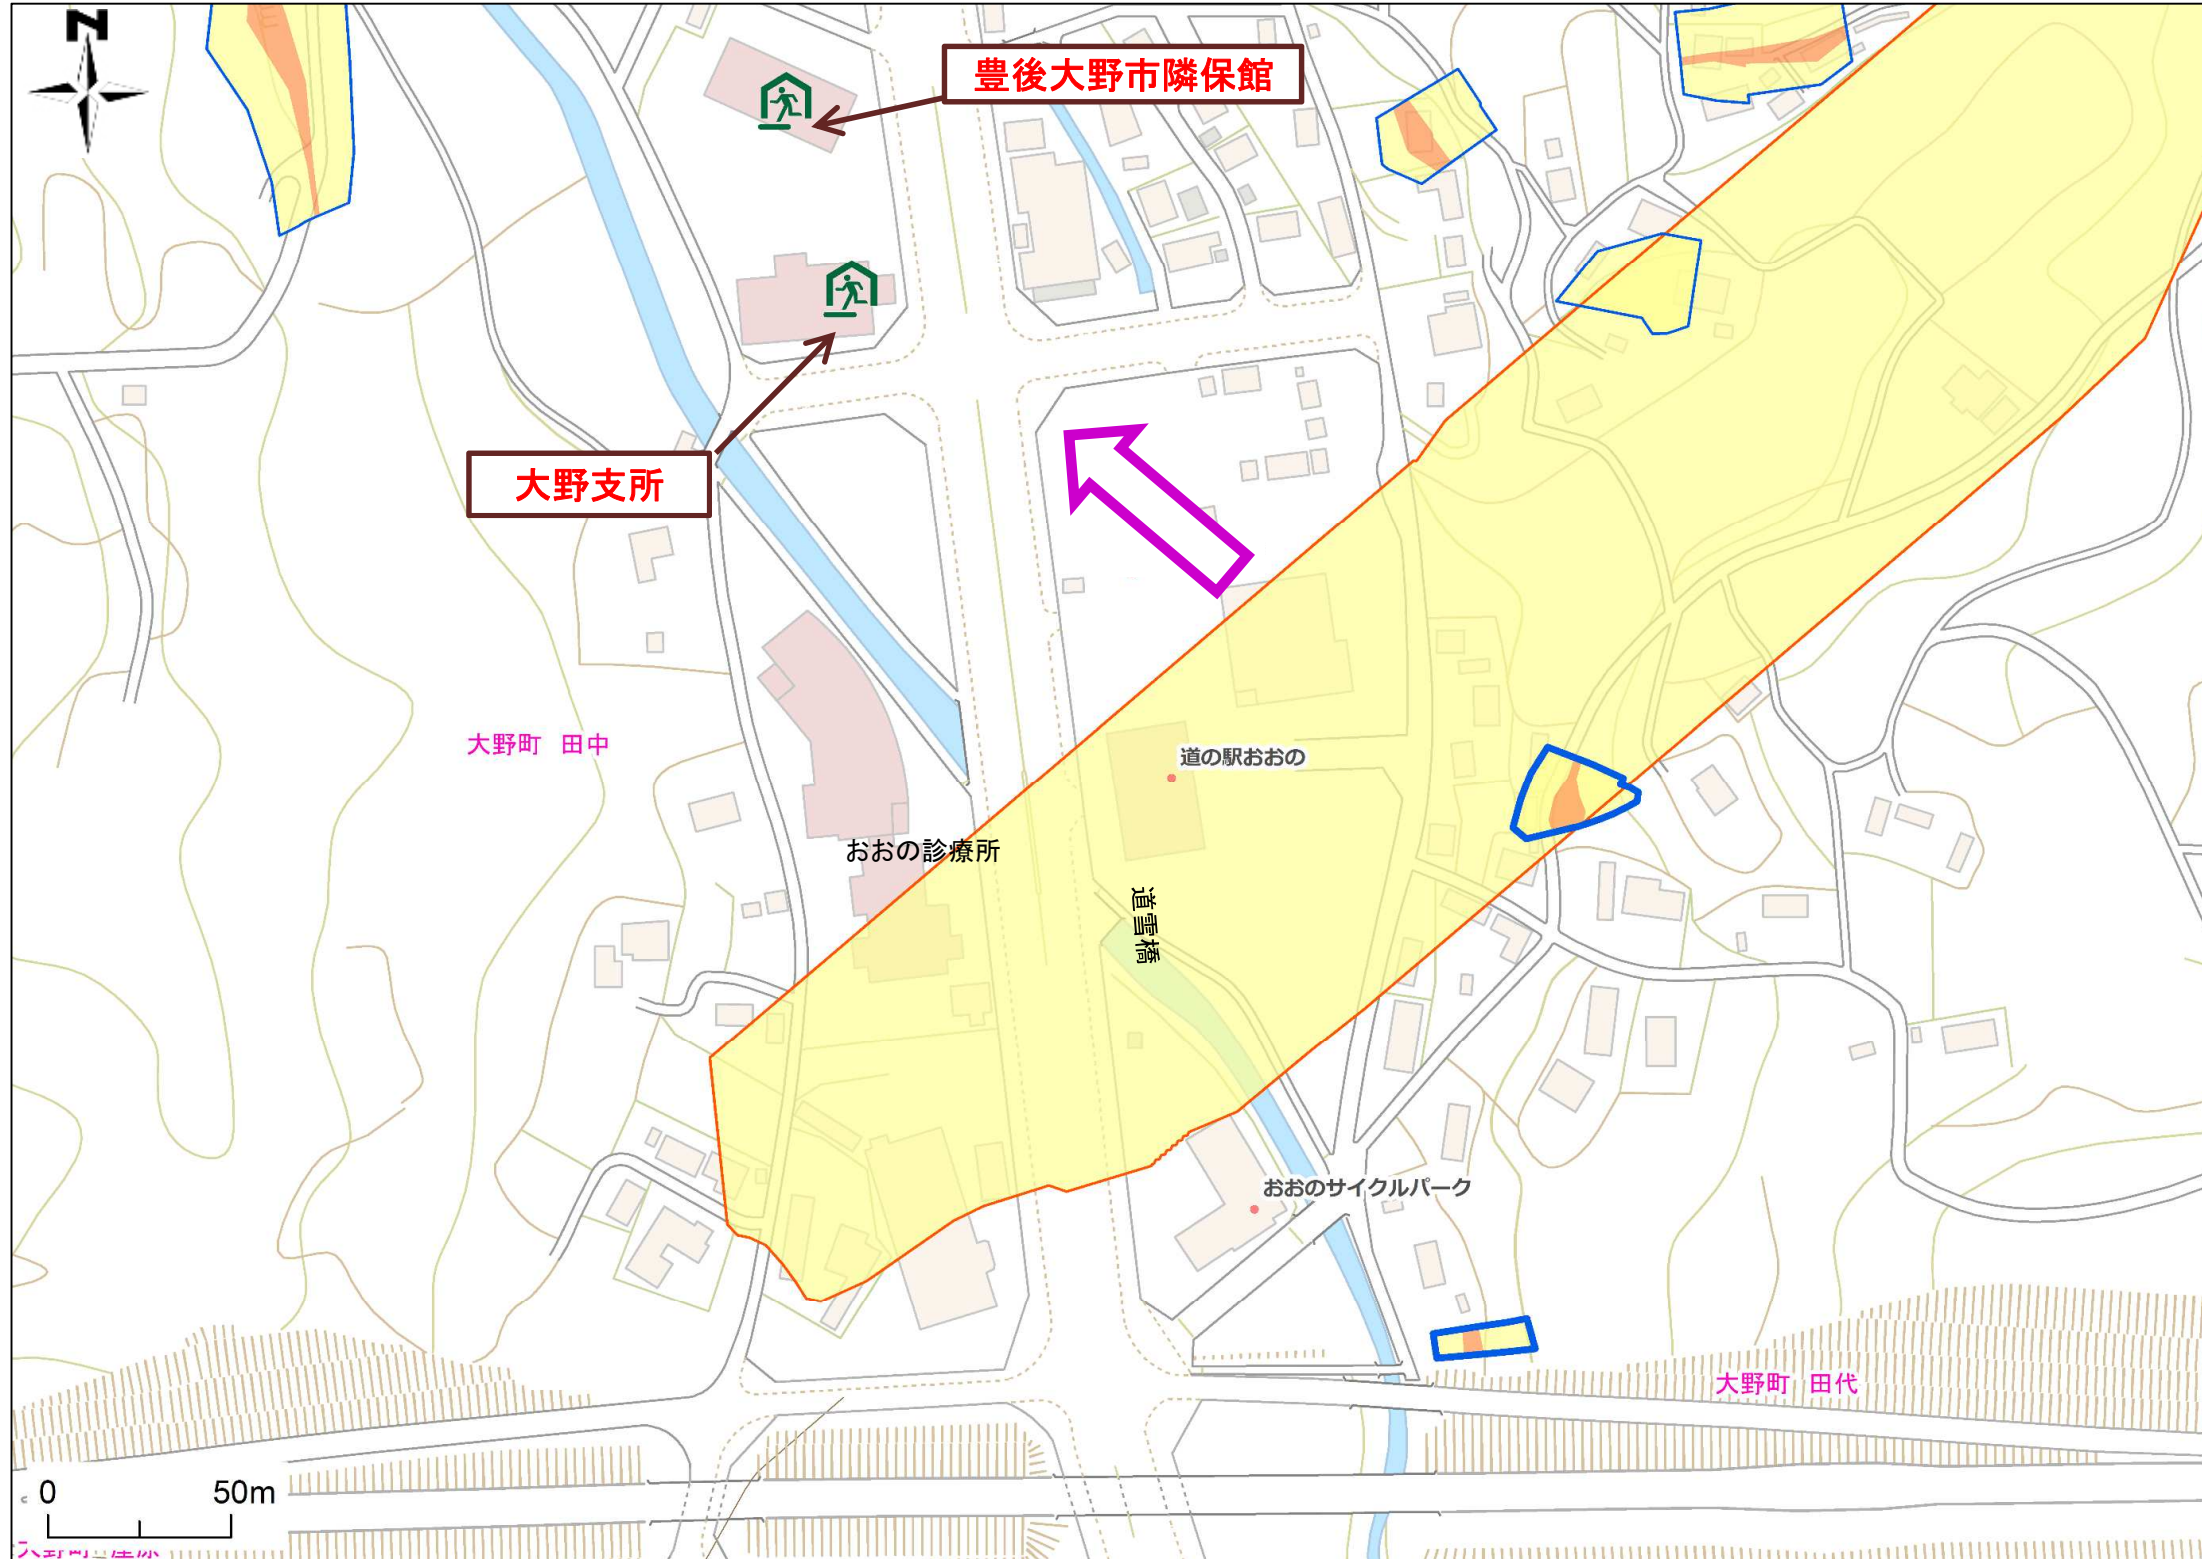 N
豊後大野市隣保館
大野支所
大野町 田中
道の駅おおの
おおの診療所
道雪橋
おおのサイクルパーク
大野町 田代
0 50m